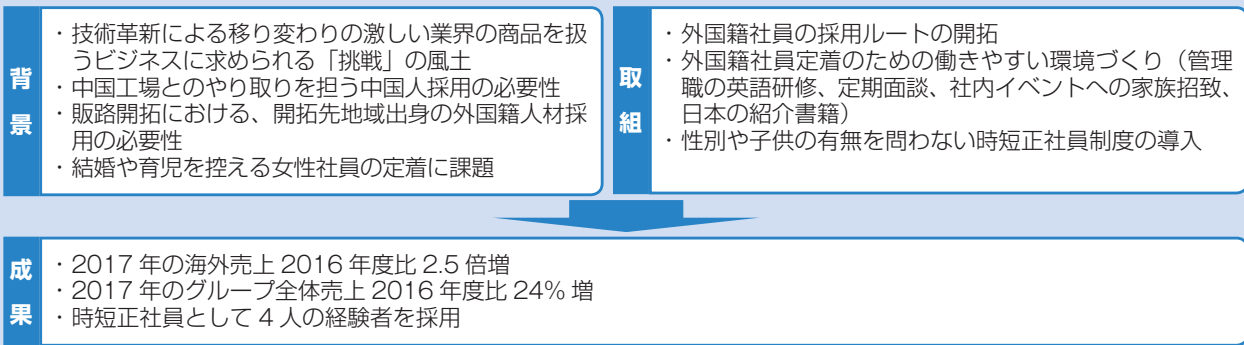 背景
・技術革新による移り変わりの激しい業界の商品を扱
うビジネスに求められる「挑戦」の風土
・中国工場とのやり取りを担う中国人採用の必要性
・販路開拓における、開拓先地域出身の外国籍人材採
用の必要性
・結婚や育児を控える女性社員の定着に課題
取組
・外国籍社員の採用ルートの開拓
・外国籍社員定着のための働きやすい環境づくり（管理
職の英語研修、定期面談、社内イベントへの家族招致、
日本の紹介書籍）
・性別や子供の有無を問わない時短正社員制度の導入
成果
・2017 年の海外売上 2016 年度比 2.5 倍増
・2017 年のグループ全体売上 2016 年度比 24% 増
・時短正社員として 4 人の経験者を採用